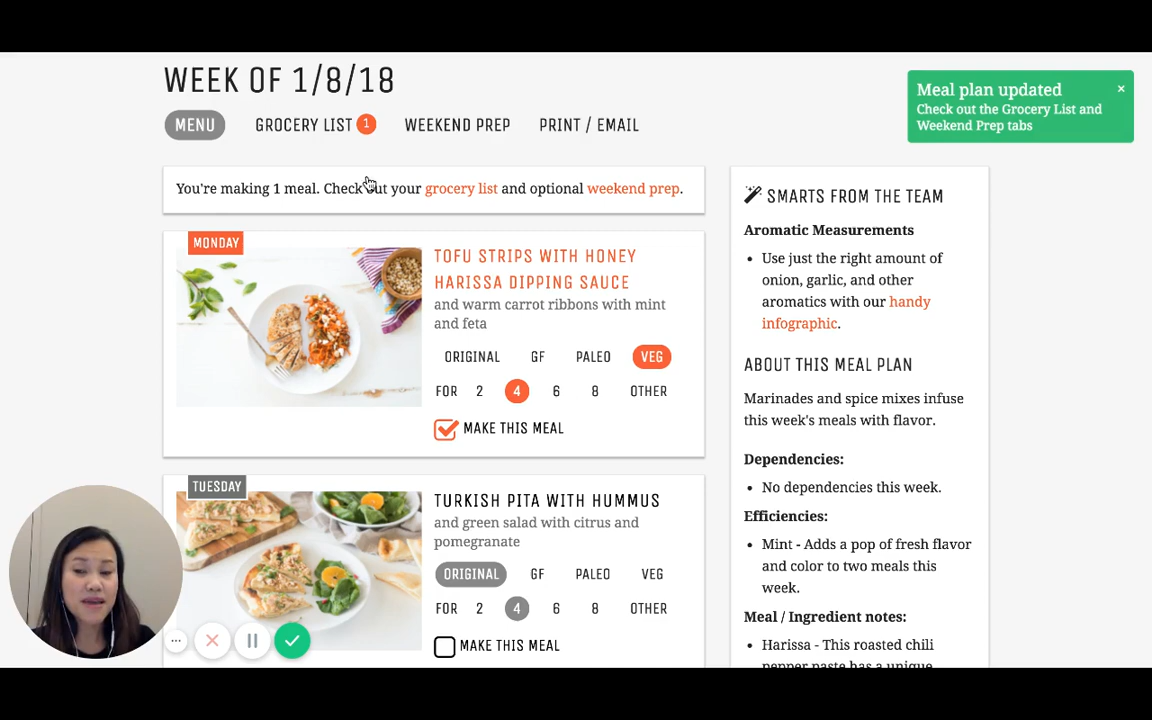 WEEK OF 1/8/18
MENU
GROCERY LIST 1
WEEKEND PREP
PRINT / EMAIL
Meal plan updated
×
Check out the Grocery List and
Weekend Prep tabs
You're making 1 meal. Check out your grocery list and optional weekend prep.
MONDAY
TOFU STRIPS WITH HONEY
HARISSA DIPPING SAUCE
and warm carrot ribbons with mint
and feta
ORIGINAL GF PALEO VEG
FOR 2 4 6 8 OTHER
MAKE THIS MEAL
TUESDAY
TURKISH PITA WITH HUMMUS
and green salad with citrus and
pomegranate
ORIGINAL GF PALEO VEG
FOR 2 4 6 8 OTHER
MAKE THIS MEAL
SMARTS FROM THE TEAM
Aromatic Measurements
• Use just the right amount of
onion, garlic, and other
aromatics with our handy
infographic.
ABOUT THIS MEAL PLAN
Marinades and spice mixes infuse
this week's meals with flavor.
Dependencies:
• No dependencies this week.
Efficiencies:
• Mint - Adds a pop of fresh flavor
and color to two meals this
week.
Meal / Ingredient notes:
• Harissa - This roasted chili
pepper paste has a unique